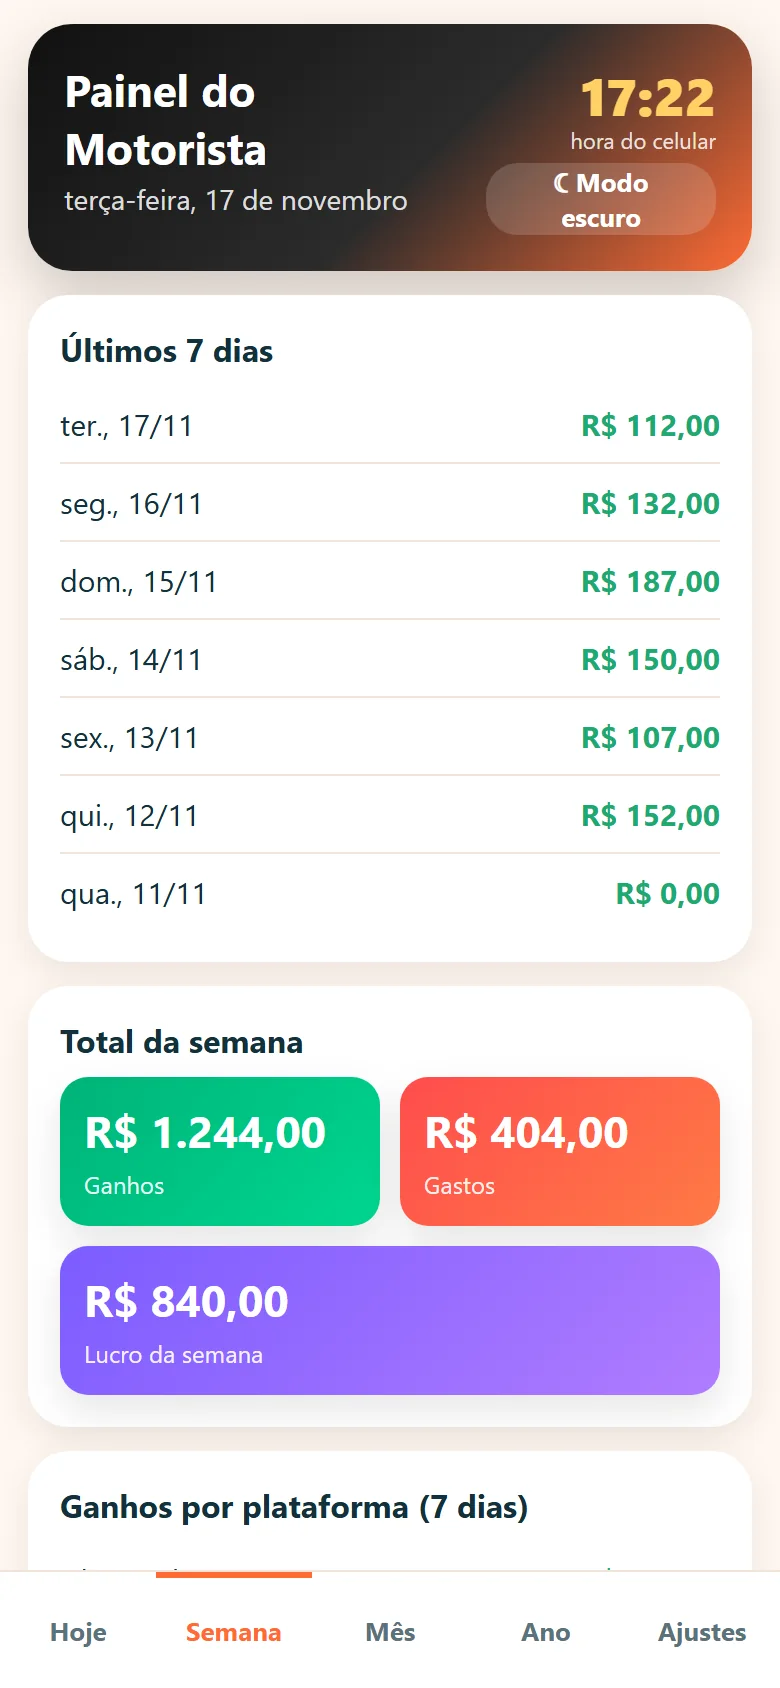 Painel do
Motorista
terça-feira, 17 de novembro
17:22
hora do celular
☾ Modo
escuro
Últimos 7 dias
ter., 17/11 R$ 112,00
seg., 16/11 R$ 132,00
dom., 15/11 R$ 187,00
sáb., 14/11 R$ 150,00
sex., 13/11 R$ 107,00
qui., 12/11 R$ 152,00
qua., 11/11 R$ 0,00
Total da semana
R$ 1.244,00
Ganhos
R$ 404,00
Gastos
R$ 840,00
Lucro da semana
Ganhos por plataforma (7 dias)
Hoje Semana Mês Ano Ajustes